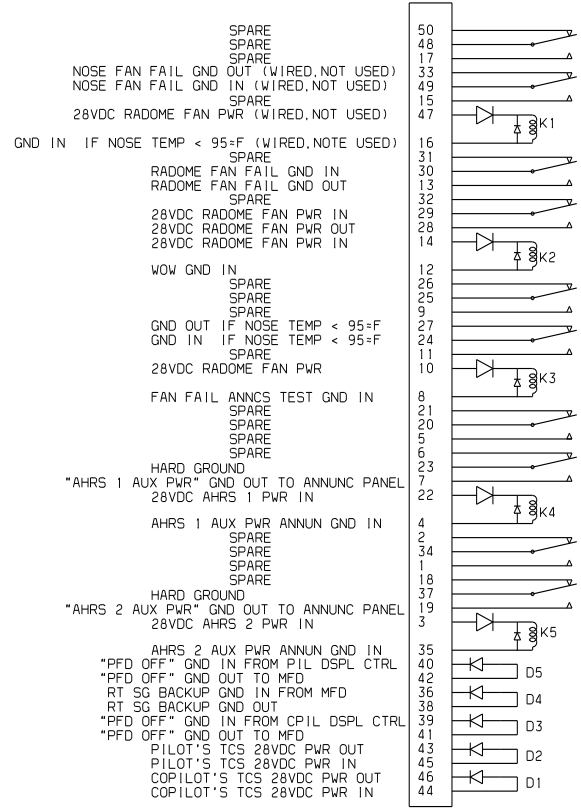 SPARE 50
SPARE 48
SPARE 17
NOSE FAN FAIL GND OUT (WIRED,NOT USED) 33
NOSE FAN FAIL GND IN (WIRED,NOT USED) 49
SPARE 15
28VDC RADOME FAN PWR (WIRED,NOT USED) 47
K1
GND IN IF NOSE TEMP < 95°F (WIRED,NOTE USED) 16
SPARE 31
RADOME FAN FAIL GND IN 30
RADOME FAN FAIL GND OUT 13
SPARE 32
28VDC RADOME FAN PWR IN 29
28VDC RADOME FAN PWR OUT 28
28VDC RADOME FAN PWR IN 14
K2
WOW GND IN 12
SPARE 26
SPARE 25
SPARE 9
GND OUT IF NOSE TEMP < 95°F 27
GND IN IF NOSE TEMP < 95°F 24
SPARE 11
28VDC RADOME FAN PWR 10
K3
FAN FAIL ANNCS TEST GND IN 8
SPARE 21
SPARE 20
SPARE 5
SPARE 6
HARD GROUND 23
"AHRS 1 AUX PWR" GND OUT TO ANNUNC PANEL 7
28VDC AHRS 1 PWR IN 22
K4
AHRS 1 AUX PWR ANNUN GND IN 4
SPARE 2
SPARE 34
SPARE 1
SPARE 18
HARD GROUND 37
"AHRS 2 AUX PWR" GND OUT TO ANNUNC PANEL 19
28VDC AHRS 2 PWR IN 3
K5
AHRS 2 AUX PWR ANNUN GND IN 35
"PFD OFF" GND IN FROM PIL DSPL CTRL 40
D5
"PFD OFF" GND OUT TO MFD 42
RT SG BACKUP GND IN FROM MFD 36
D4
RT SG BACKUP GND OUT 38
"PFD OFF" GND IN FROM CPIL DSPL CTRL 39
D3
"PFD OFF" GND OUT TO MFD 41
PILOT'S TCS 28VDC PWR OUT 43
D2
PILOT'S TCS 28VDC PWR IN 45
COPILOT'S TCS 28VDC PWR OUT 46
D1
COPILOT'S TCS 28VDC PWR IN 44